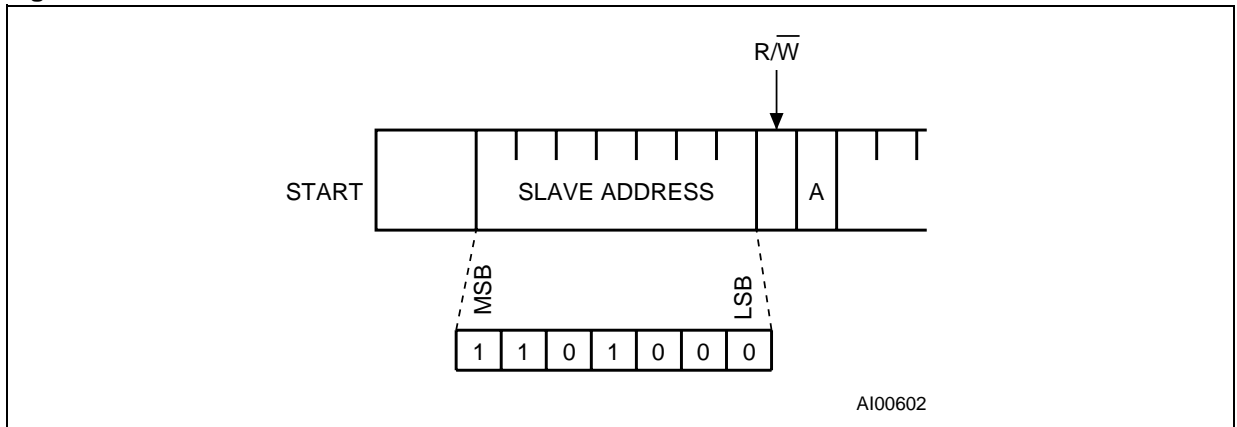 R/W̅
START
SLAVE ADDRESS
A
MSB
LSB
1 1 0 1 0 0 0
AI00602